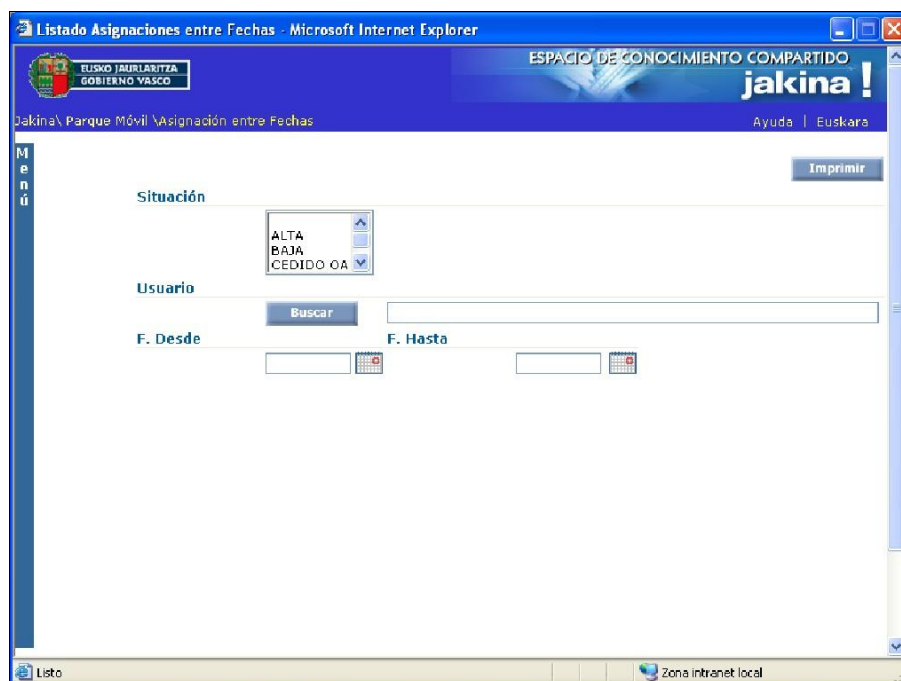 Listado Asignaciones entre Fechas - Microsoft Internet Explorer
EUSKO JAURLARITZA
GOBIERNO VASCO
ESPACIO DE CONOCIMIENTO COMPARTIDO
jakina!
Jakina\ Parque Móvil \Asignación entre Fechas
Ayuda | Euskara
Menú
Imprimir
Situación
ALTA
BAJA
CEDIDO OA
Usuario
Buscar
F. Desde F. Hasta
Listo Zona intranet local